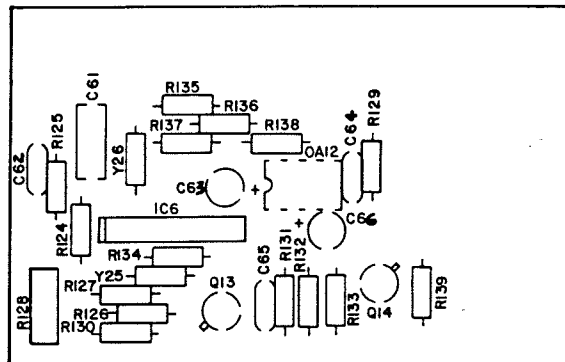 R135
C61
R136
R125
R137
R138
C64
R129
OA12
C62
Y26
C63
+
IC6
+
C66
R124
R134
C65
R131
R132
Y25
R127
Q13
R128
R126
R133
Q14
R139
R130